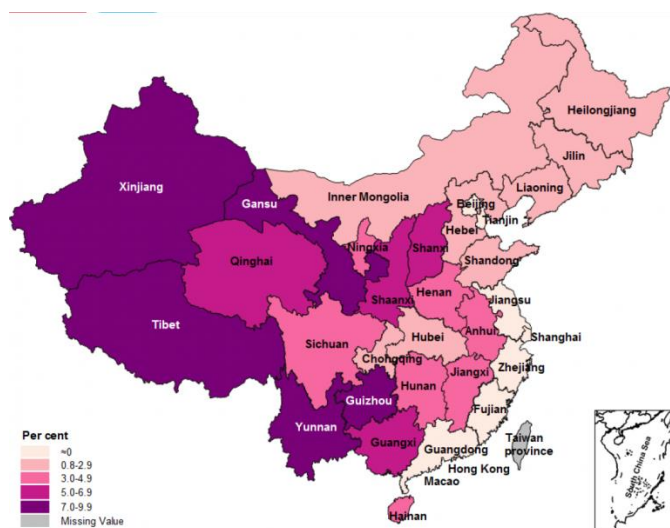 Heilongjiang
Jilin
Xinjiang
Gansu
Inner Mongolia
Liaoning
Beijing
Tianjin
Hebei
Ningxia
Shanxi
Shandong
Qinghai
Shaanxi
Henan
Jiangsu
Tibet
Anhui
Shanghai
Sichuan
Hubei
Chongqing
Zhejiang
Hunan
Jiangxi
Guizhou
Fujian
Yunnan
Guangxi
Guangdong
Taiwan
province
Hong Kong
Macao
Hainan
South China Sea
Per cent
≈0
0.8-2.9
3.0-4.9
5.0-6.9
7.0-9.9
Missing Value